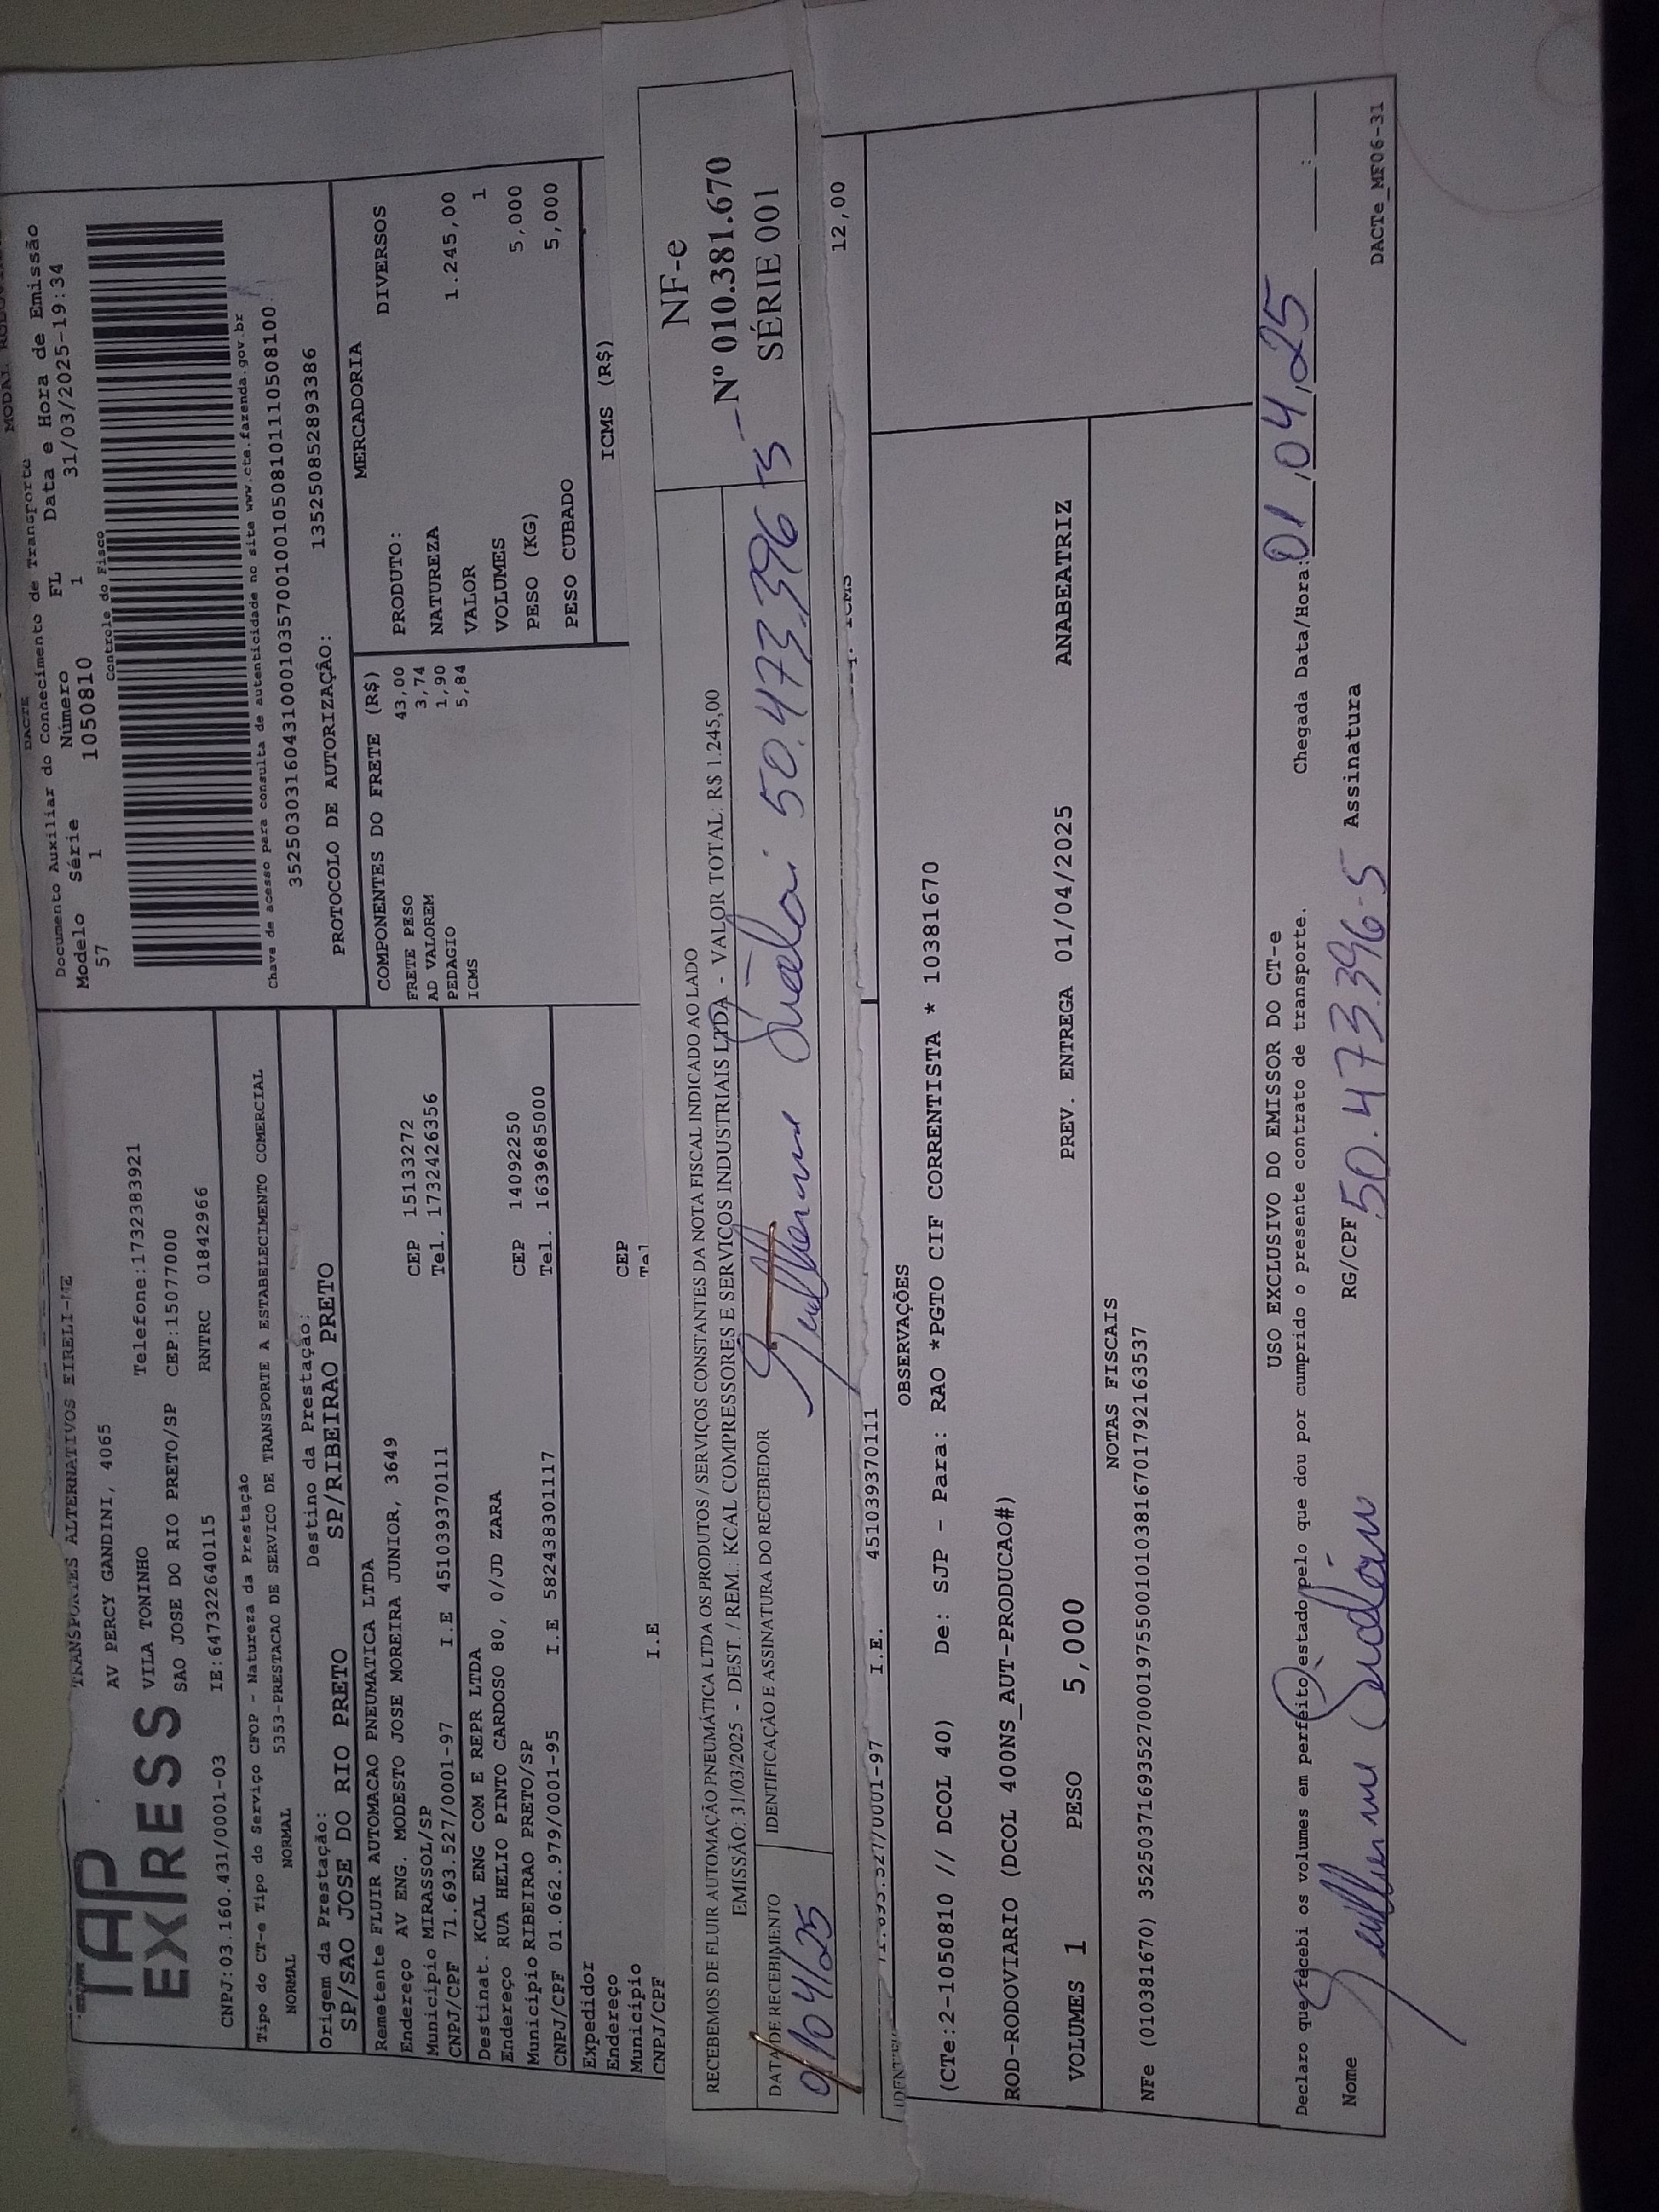 TAP
EXPRESS
TRANSPORTES ALTERNATIVOS EIRELI-ME
AV PERCY GANDINI, 4065
VILA TONINHO Telefone:1732383921
SAO JOSE DO RIO PRETO/SP CEP:15077000
CNPJ:03.160.431/0001-03 IE:647322640115 RNTRC 01842966
Tipo do CT-e Tipo do Serviço CFOP - Natureza da Prestação
NORMAL NORMAL 5353-PRESTACAO DE SERVICO DE TRANSPORTE A ESTABELECIMENTO COMERCIAL
Origem da Prestação: Destino da Prestação:
SP/SAO JOSE DO RIO PRETO SP/RIBEIRAO PRETO
Remetente FLUIR AUTOMACAO PNEUMATICA LTDA
Endereço AV ENG. MODESTO JOSE MOREIRA JUNIOR, 3649
Município MIRASSOL/SP CEP 15133272
CNPJ/CPF 71.693.527/0001-97 I.E 451039370111 Tel. 1732426356
Destinat. KCAL ENG COM E REPR LTDA
Endereço RUA HELIO PINTO CARDOSO 80, 0/JD ZARA
Município RIBEIRAO PRETO/SP CEP 14092250
CNPJ/CPF 01.062.979/0001-95 I.E 582438301117 Tel. 1639685000
Expedidor
Endereço
Município CEP
CNPJ/CPF I.E Tel
DACTE
Documento Auxiliar do Conhecimento de Transporte
Modelo Série Número FL Data e Hora de Emissão
57 1 1050810 1 31/03/2025-19:34
Controle do Fisco
Chave de acesso para consulta de autenticidade no site www.cte.fazenda.gov.br
35250303160431000103570010010508101110508100
PROTOCOLO DE AUTORIZAÇÃO: 135250852893386
COMPONENTES DO FRETE (R$)
FRETE PESO 43,00
AD VALOREM 3,74
PEDAGIO 1,90
ICMS 5,84
MERCADORIA
PRODUTO: DIVERSOS
NATUREZA
VALOR 1.245,00
VOLUMES 1
PESO (KG) 5,000
PESO CUBADO 5,000
ICMS (R$)
RECEBEMOS DE FLUIR AUTOMAÇÃO PNEUMÁTICA LTDA OS PRODUTOS / SERVIÇOS CONSTANTES DA NOTA FISCAL INDICADO AO LADO
EMISSÃO: 31/03/2025 - DEST. / REM.: KCAL COMPRESSORES E SERVIÇOS INDUSTRIAIS LTDA - VALOR TOTAL: R$ 1.245,00
DATA DE RECEBIMENTO IDENTIFICAÇÃO E ASSINATURA DO RECEBEDOR
01/04/25 50.473.396-5
NF-e
Nº 010.381.670
SÉRIE 001
71.693.527/0001-97 I.E. 451039370111 ICMS 12,00
OBSERVAÇÕES
(CTe:2-1050810 // DCOL 40) De: SJP - Para: RAO *PGTO CIF CORRENTISTA * 10381670
ROD-RODOVIARIO (DCOL 400NS_AUT-PRODUCAO#)
VOLUMES 1 PESO 5,000 PREV. ENTREGA 01/04/2025 ANABEATRIZ
NOTAS FISCAIS
NFe (010381670) 35250371693527000197550010103816701792163537
USO EXCLUSIVO DO EMISSOR DO CT-e
Declaro que recebi os volumes em perfeito estado pelo que dou por cumprido o presente contrato de transporte. Chegada Data/Hora: 01,04,25 :
Nome RG/CPF 50.473.396-5 Assinatura
DACTe_MF06-31